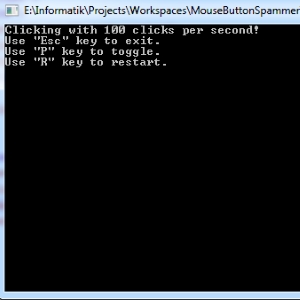 E:\Informatik\Projects\Workspaces\MouseButtonSpammer
Clicking with 100 clicks per second!
Use "Esc" key to exit.
Use "P" key to toggle.
Use "R" key to restart.